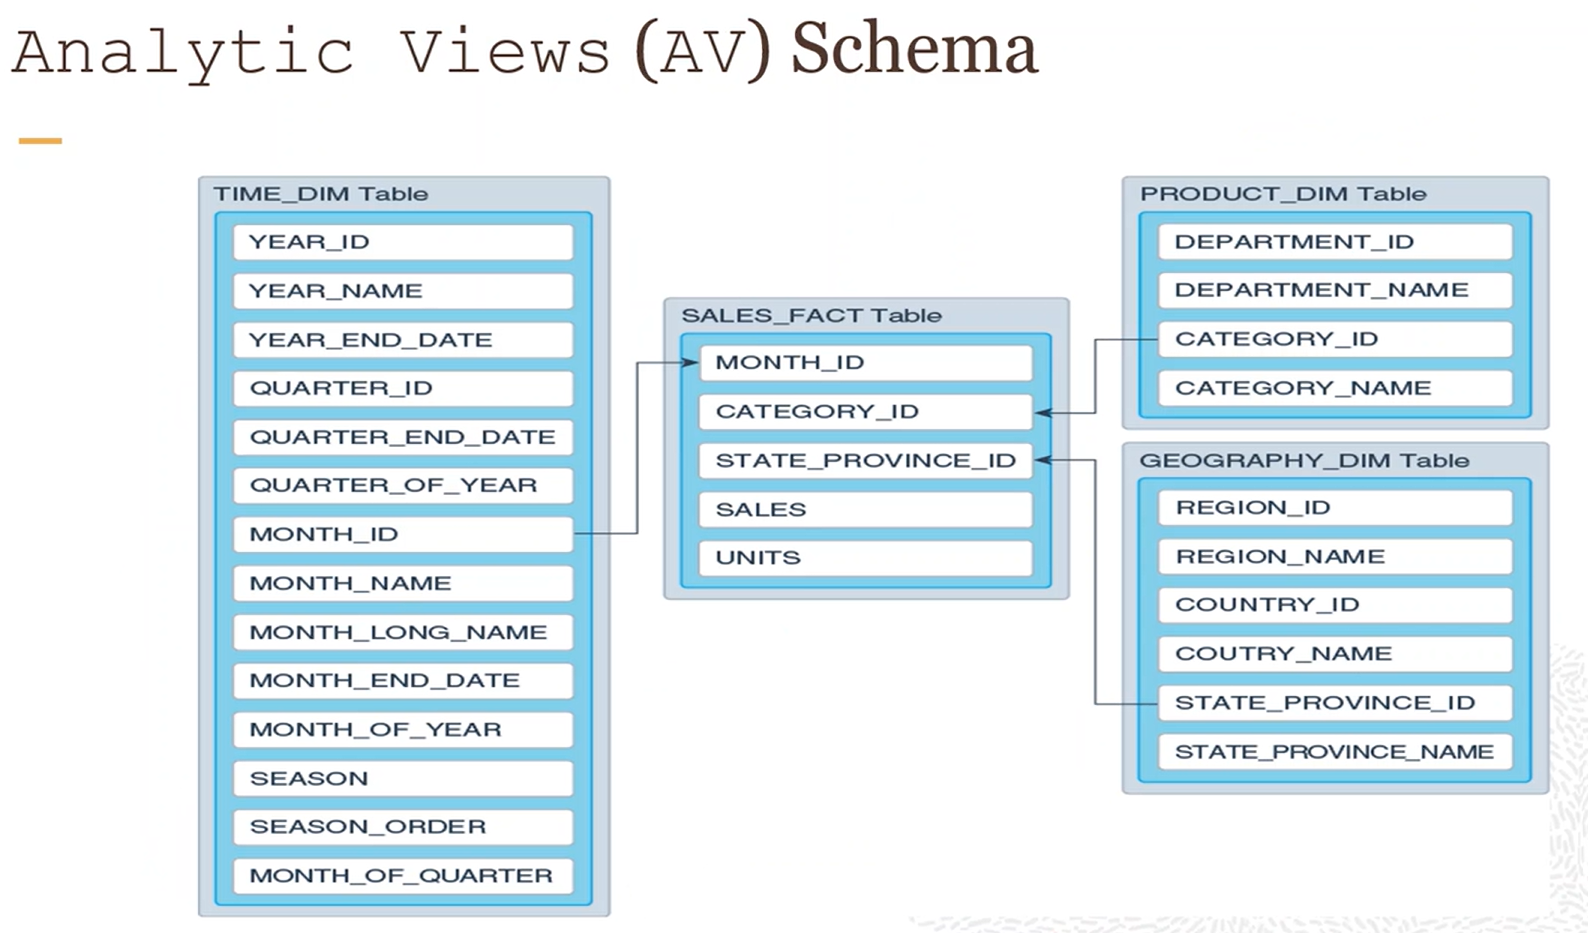 Analytic Views (AV) Schema
TIME_DIM Table
YEAR_ID
YEAR_NAME
YEAR_END_DATE
QUARTER_ID
QUARTER_END_DATE
QUARTER_OF_YEAR
MONTH_ID
MONTH_NAME
MONTH_LONG_NAME
MONTH_END_DATE
MONTH_OF_YEAR
SEASON
SEASON_ORDER
MONTH_OF_QUARTER
SALES_FACT Table
MONTH_ID
CATEGORY_ID
STATE_PROVINCE_ID
SALES
UNITS
PRODUCT_DIM Table
DEPARTMENT_ID
DEPARTMENT_NAME
CATEGORY_ID
CATEGORY_NAME
GEOGRAPHY_DIM Table
REGION_ID
REGION_NAME
COUNTRY_ID
COUTRY_NAME
STATE_PROVINCE_ID
STATE_PROVINCE_NAME